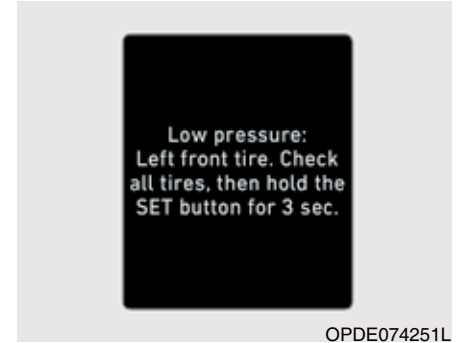 Low pressure:
Left front tire. Check
all tires, then hold the
SET button for 3 sec.
OPDE074251L